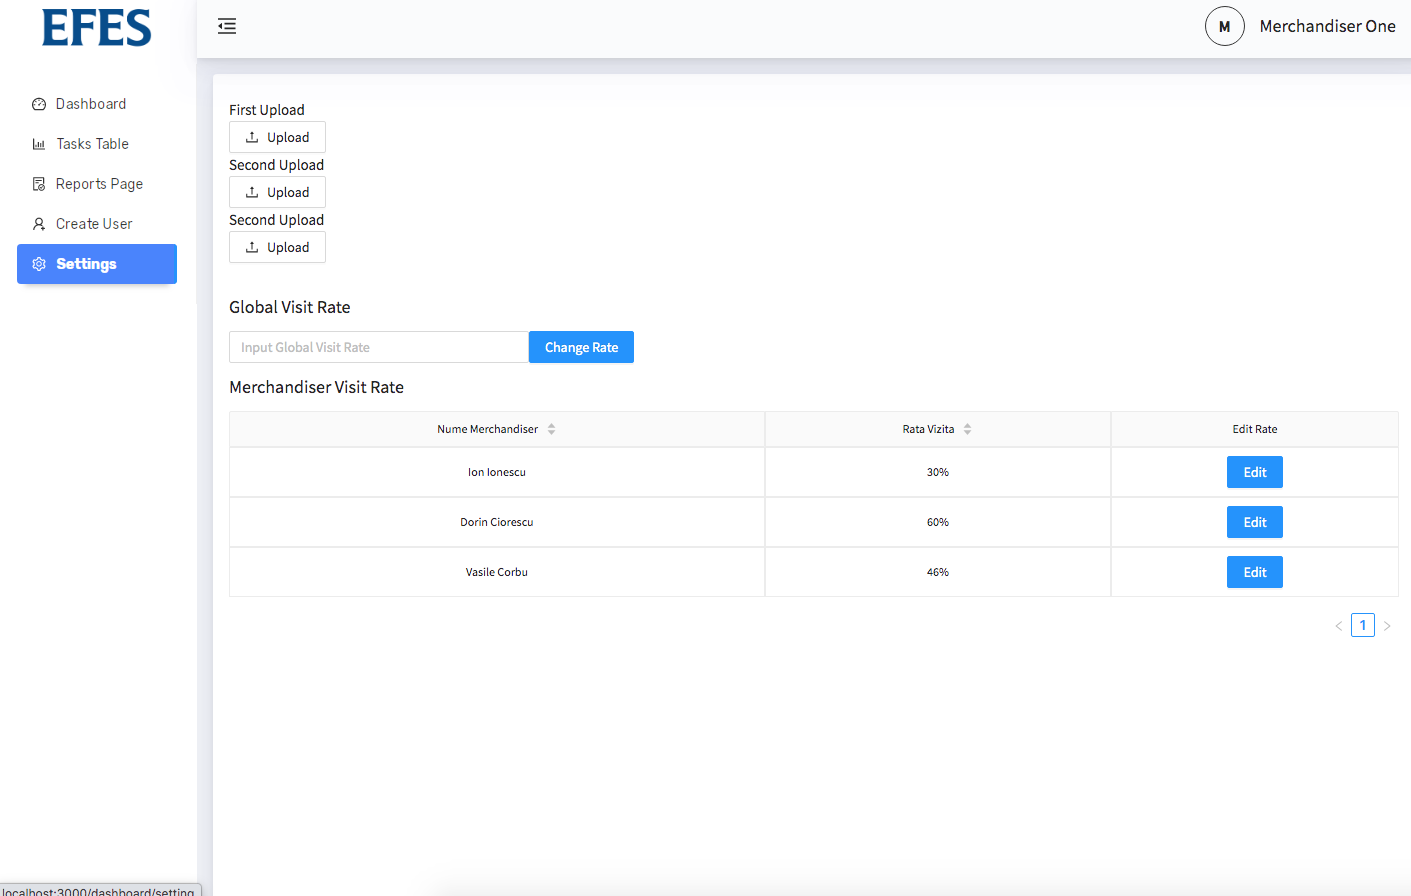 EFES
M Merchandiser One
Dashboard
Tasks Table
Reports Page
Create User
Settings
First Upload
Upload
Second Upload
Upload
Second Upload
Upload
Global Visit Rate
Input Global Visit Rate Change Rate
Merchandiser Visit Rate
Nume Merchandiser Rata Vizita Edit Rate
Ion Ionescu 30% Edit
Dorin Ciorescu 60% Edit
Vasile Corbu 46% Edit
< 1 >
localhost:3000/dashboard/setting